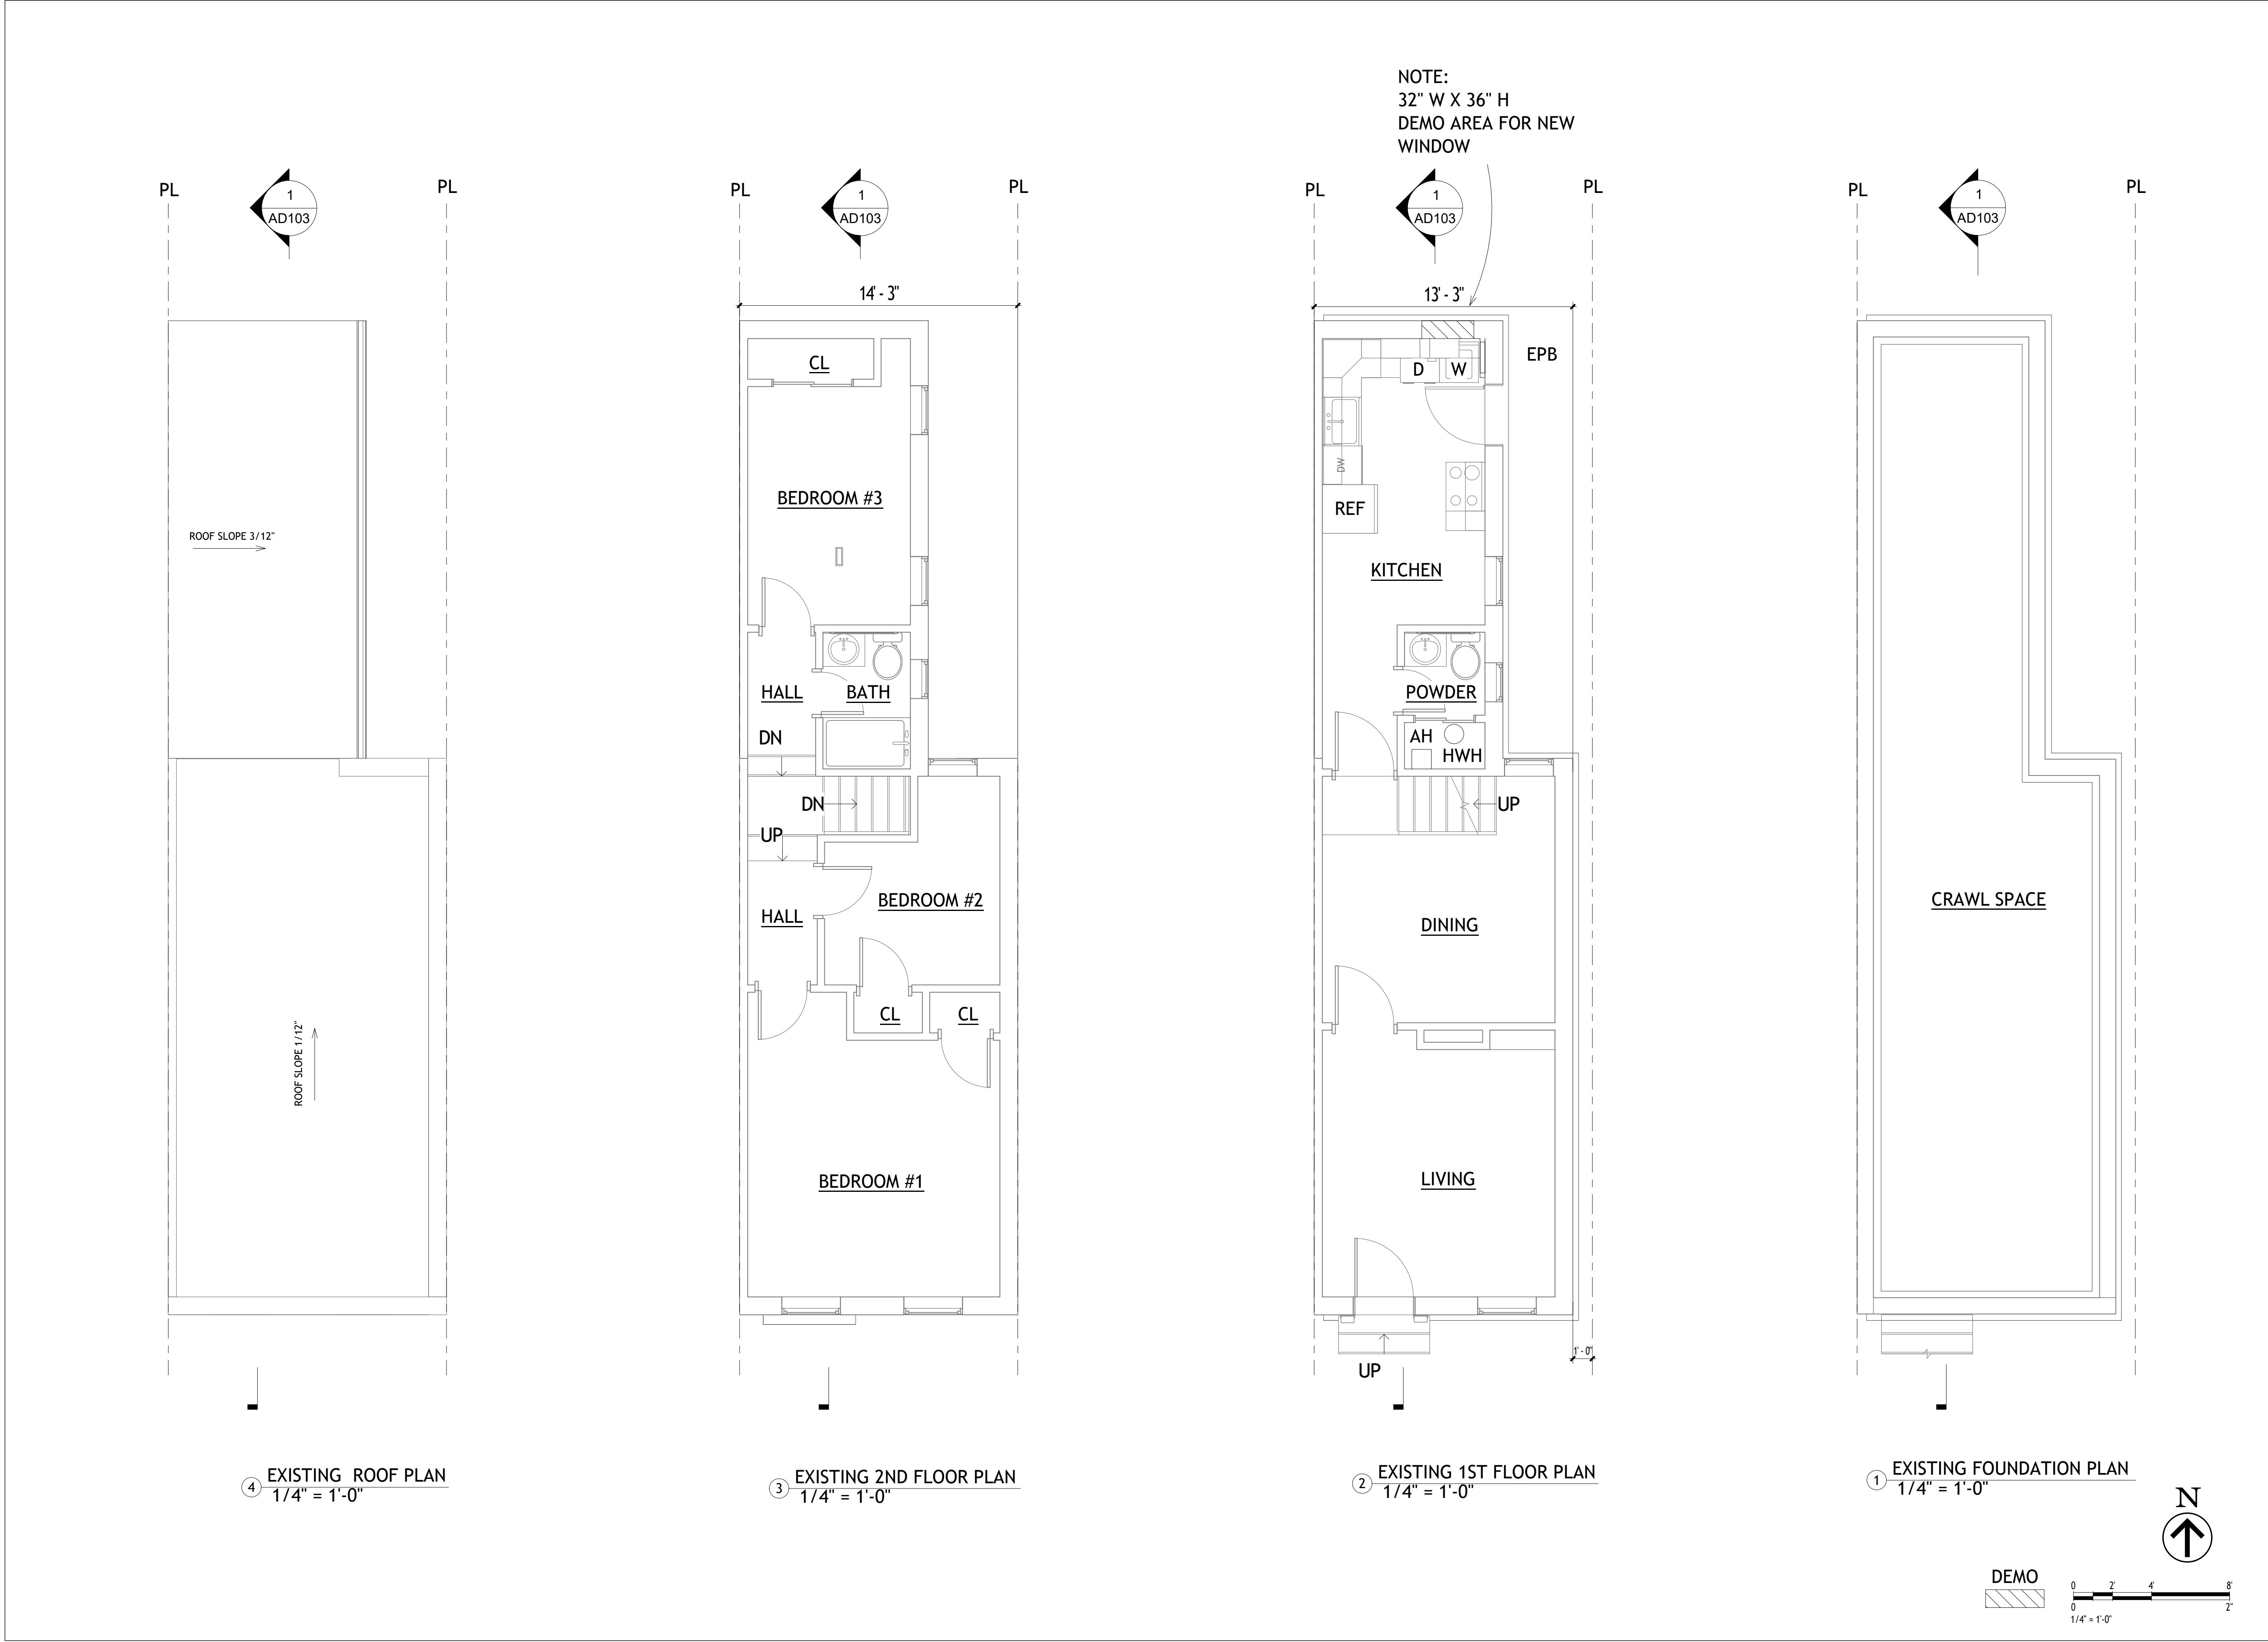 NOTE:
32" W X 36" H
DEMO AREA FOR NEW
WINDOW
PL
1
AD103
PL
ROOF SLOPE 3/12"
ROOF SLOPE 1/12"
4
EXISTING ROOF PLAN
1/4" = 1'-0"
PL
1
AD103
PL
14' - 3"
CL
BEDROOM #3
HALL
BATH
DN
DN
UP
BEDROOM #2
HALL
CL
CL
BEDROOM #1
3
EXISTING 2ND FLOOR PLAN
1/4" = 1'-0"
PL
1
AD103
PL
13' - 3"
EPB
D
W
DW
REF
KITCHEN
POWDER
AH
HWH
UP
DINING
LIVING
1' - 0"
UP
2
EXISTING 1ST FLOOR PLAN
1/4" = 1'-0"
PL
1
AD103
PL
CRAWL SPACE
1
EXISTING FOUNDATION PLAN
1/4" = 1'-0"
N
DEMO
0 2' 4' 8'
0 2"
1/4" = 1'-0"